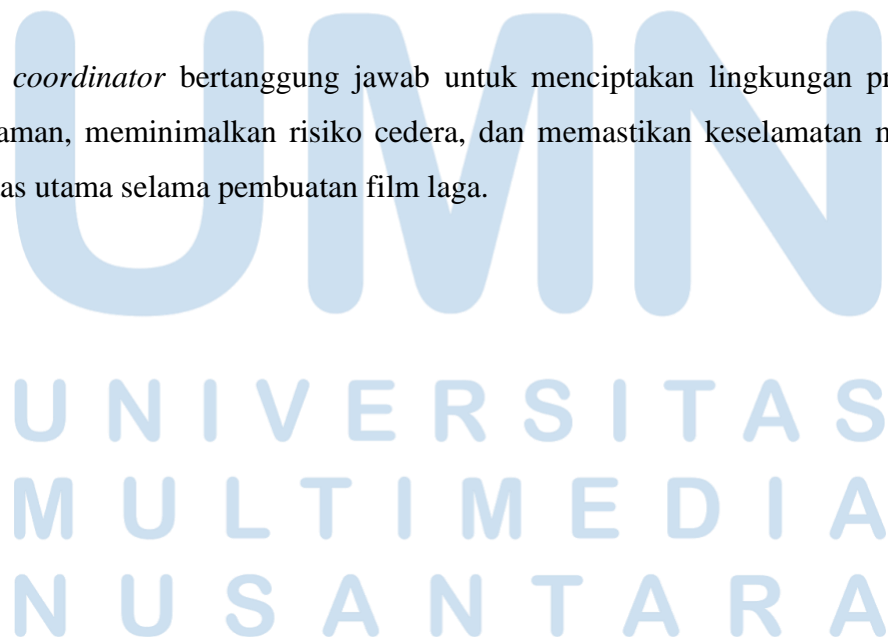 UMN
coordinator bertanggung jawab untuk menciptakan lingkungan pr
aman, meminimalkan risiko cedera, dan memastikan keselamatan m
as utama selama pembuatan film laga.
UNIVERSITAS
MULTIMEDIA
NUSANTARA